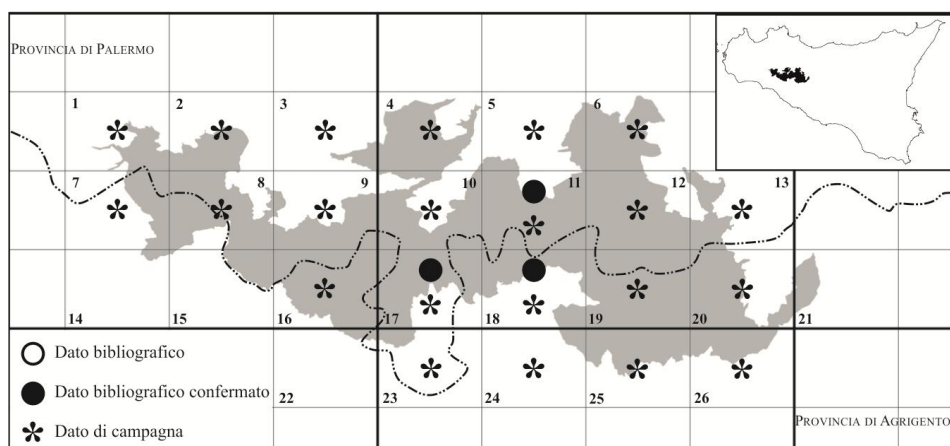 PROVINCIA DI PALERMO
1 2 3 4 5 6
7 8 9 10 11 12 13
14 15 16 17 18 19 20 21
Dato bibliografico
Dato bibliografico confermato
Dato di campagna
22 23 24 25 26
PROVINCIA DI AGRIGENTO